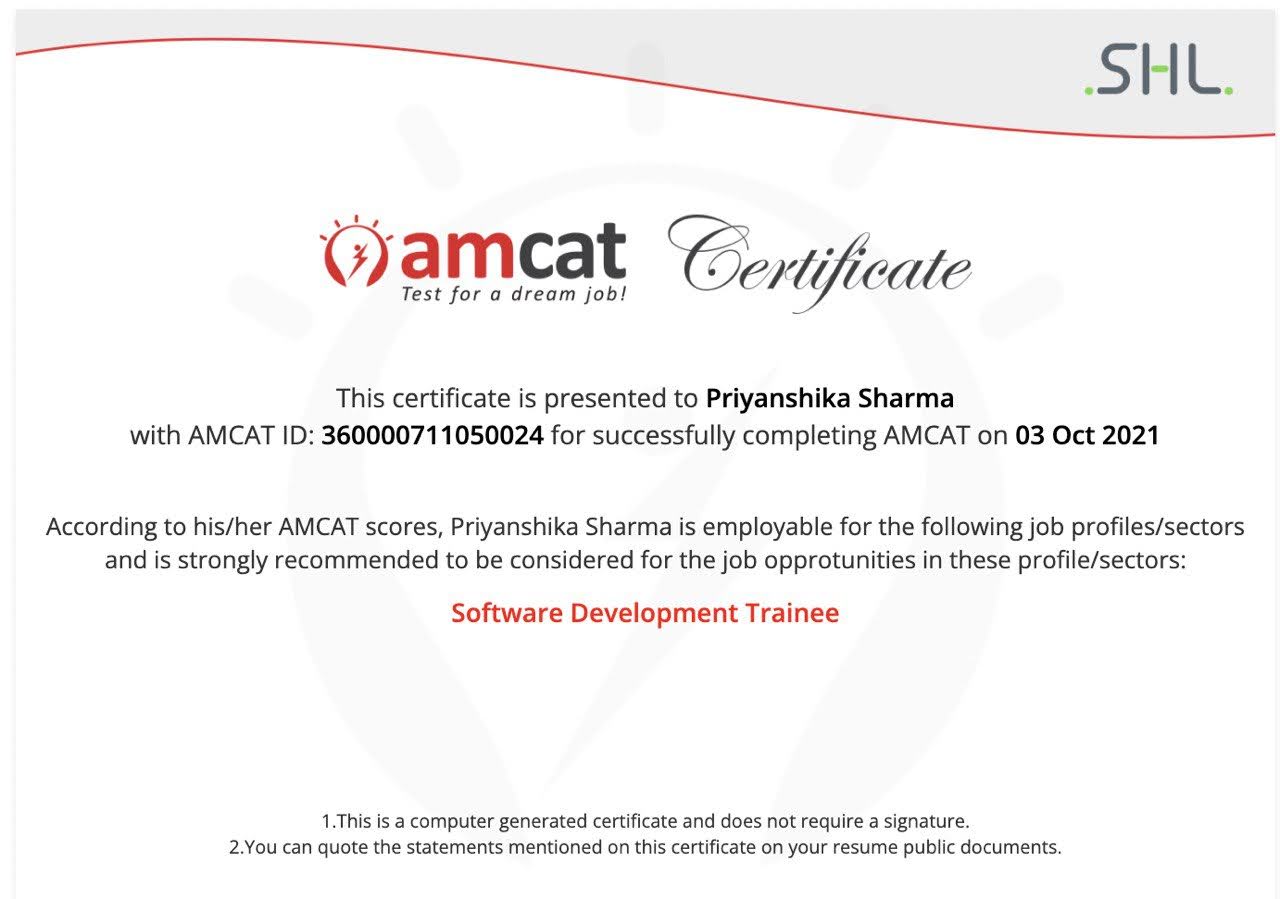 .SHL.
amcat Certificate
Test for a dream job!
This certificate is presented to Priyanshika Sharma
with AMCAT ID: 360000711050024 for successfully completing AMCAT on 03 Oct 2021
According to his/her AMCAT scores, Priyanshika Sharma is employable for the following job profiles/sectors
and is strongly recommended to be considered for the job opprotunities in these profile/sectors:
Software Development Trainee
1.This is a computer generated certificate and does not require a signature.
2.You can quote the statements mentioned on this certificate on your resume public documents.